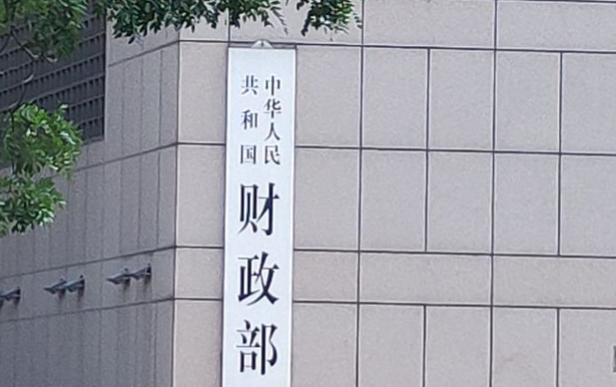 中华人民
共和国
财政部